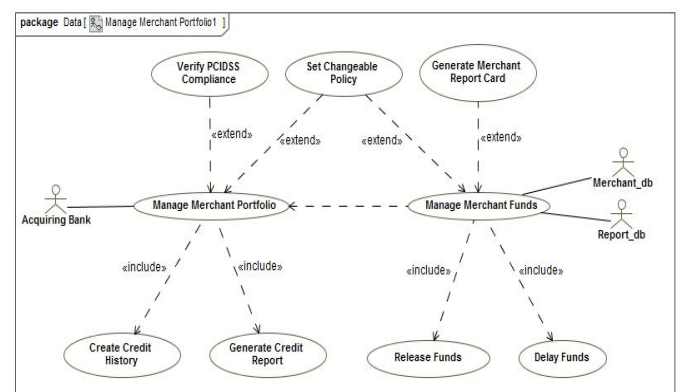 package Data [ Manage Merchant Portfolio1 ]
Verify PCIDSS
Compliance
Set Changeable
Policy
Generate Merchant
Report Card
«extend»
«extend»
«extend»
«extend»
Merchant_db
Acquiring Bank
Manage Merchant Portfolio
Manage Merchant Funds
Report_db
«include»
«include»
«include»
«include»
Create Credit
History
Generate Credit
Report
Release Funds
Delay Funds